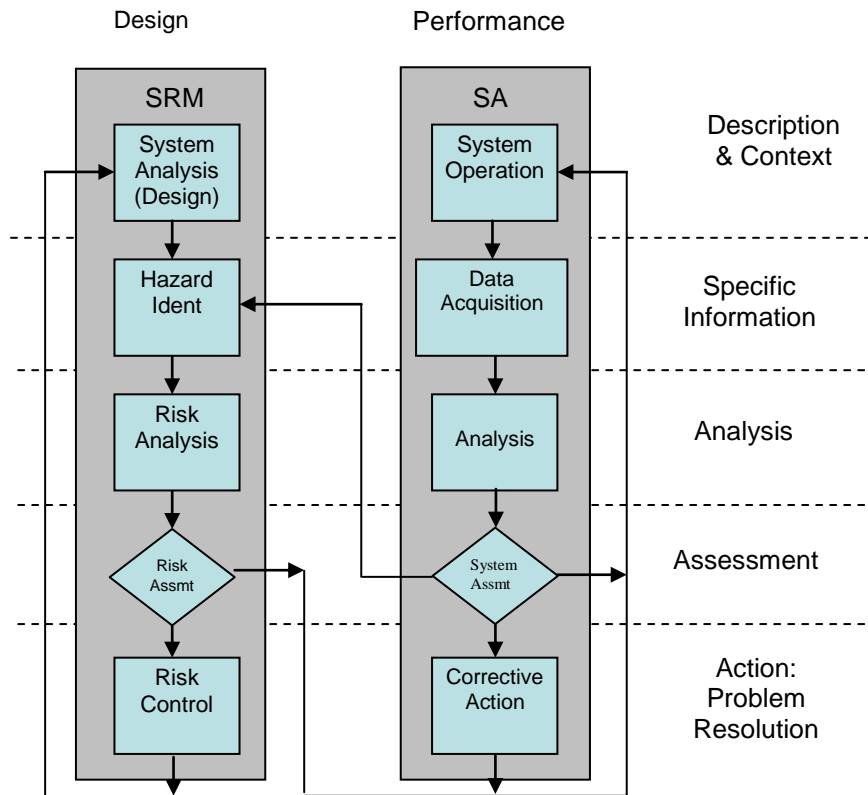 Design
Performance
SRM
SA
System
Analysis
(Design)
System
Operation
Description
& Context
Hazard
Ident
Data
Acquisition
Specific
Information
Risk
Analysis
Analysis
Analysis
Risk
Assmt
System
Assmt
Assessment
Risk
Control
Corrective
Action
Action:
Problem
Resolution